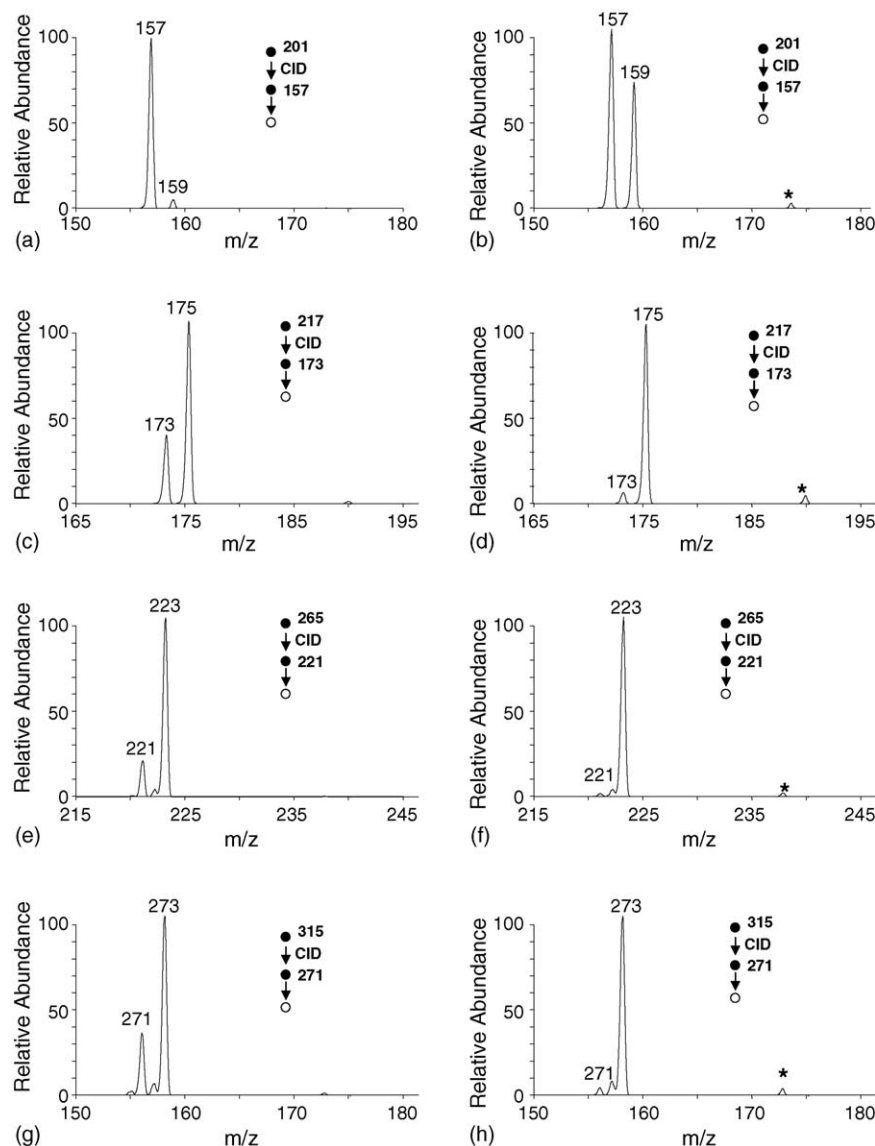 157
100
50
0
Relative Abundance
159
201
CID
157
150 160 170 180
m/z
(a)
157
100
50
0
Relative Abundance
159
201
CID
157
*
150 160 170 180
m/z
(b)
175
100
50
0
Relative Abundance
173
217
CID
173
165 175 185 195
m/z
(c)
175
100
50
0
Relative Abundance
173
217
CID
173
*
165 175 185 195
m/z
(d)
223
100
50
0
Relative Abundance
221
265
CID
221
215 225 235 245
m/z
(e)
223
100
50
0
Relative Abundance
221
265
CID
221
*
215 225 235 245
m/z
(f)
273
100
50
0
Relative Abundance
271
315
CID
271
150 160 170 180
m/z
(g)
273
100
50
0
Relative Abundance
271
315
CID
271
*
150 160 170 180
m/z
(h)